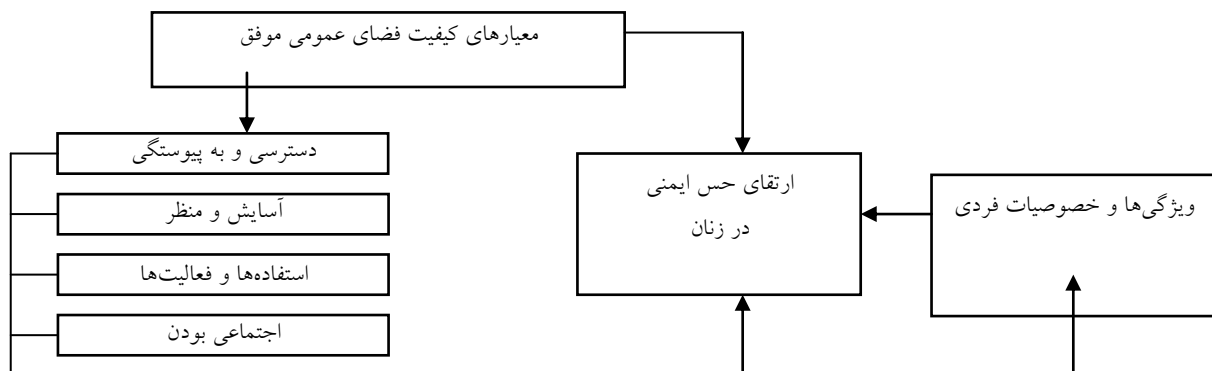 معیارهای کیفیت فضای عمومی موفق
دسترسی و به پیوستگی
آسایش و منظر
استفاده‌ها و فعالیت‌ها
اجتماعی بودن
ارتقای حس ایمنی
در زنان
ویژگی‌ها و خصوصیات فردی